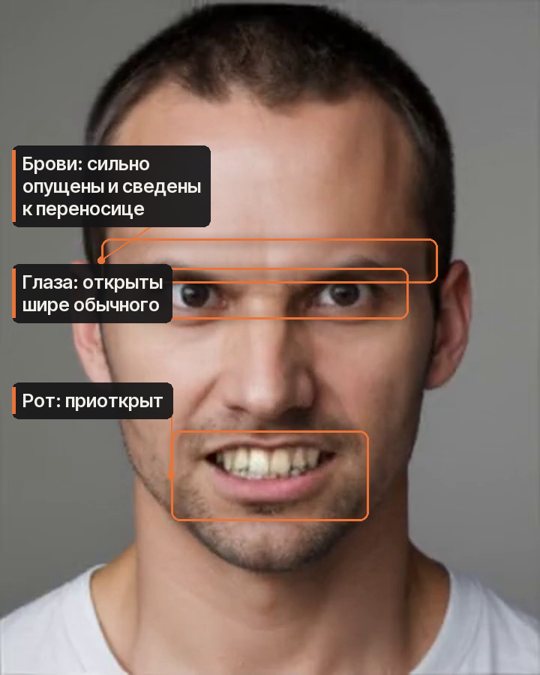 Брови: сильно
опущены и сведены
к переносице
Глаза: открыты
шире обычного
Рот: приоткрыт